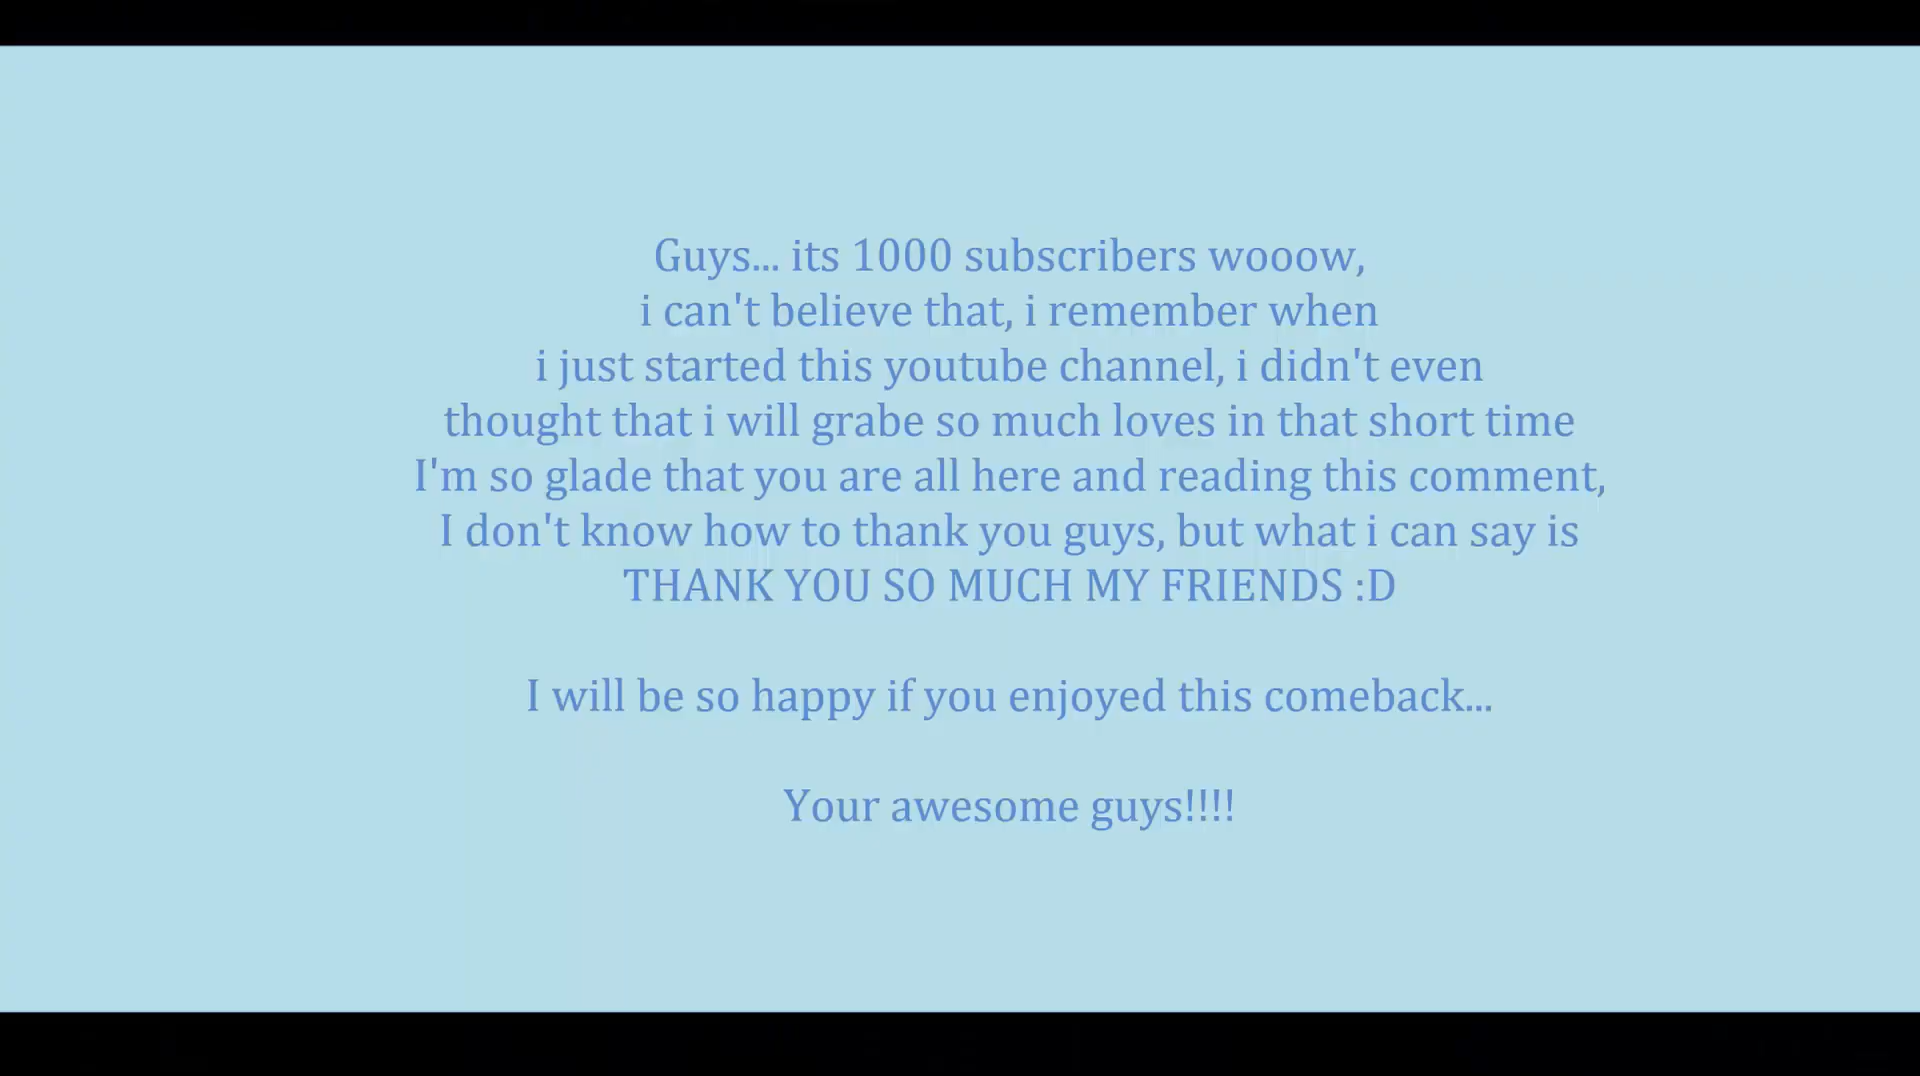 Guys... its 1000 subscribers wooow,
i can't believe that, i remember when
i just started this youtube channel, i didn't even
thought that i will grabe so much loves in that short time
I'm so glade that you are all here and reading this comment,
I don't know how to thank you guys, but what i can say is
THANK YOU SO MUCH MY FRIENDS :D
I will be so happy if you enjoyed this comeback...
Your awesome guys!!!!